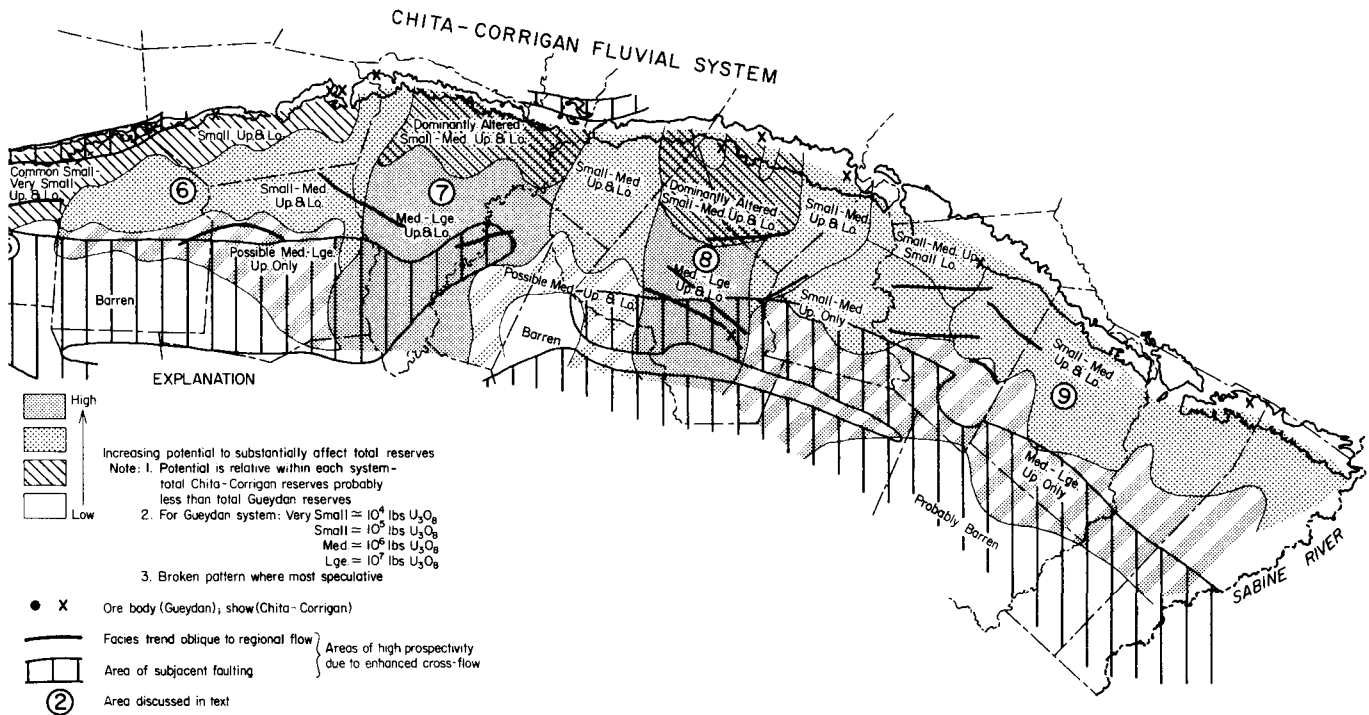 CHITA-CORRIGAN FLUVIAL SYSTEM
Small Up. & Lo.
Common Small-
Very Small
Up. & Lo.
6
Small-Med.
Up. & Lo.
Dominantly Altered
Small-Med. Up. & Lo.
7
Med.-Lge
Up. & Lo.
Possible Med.-Lge.
Up. Only
Barren
Small-Med.
Up. & Lo.
Dominantly Altered
Small-Med. Up. & Lo.
8
Med.-Lge
Up. & Lo.
Possible Med. Up. & Lo.
Barren
Small-Med.
Up. & Lo.
Small-Med.
Up. Only
Small-Med. Up.
Small Lo.
Small-Med.
Up. & Lo.
9
Med.-Lge.
Up. Only
Probably Barren
SABINE RIVER
EXPLANATION
High
Low
Increasing potential to substantially affect total reserves
Note: 1. Potential is relative within each system-
total Chita-Corrigan reserves probably
less than total Gueydan reserves
2. For Gueydan system: Very Small ≃ 10⁴ lbs U₃O₈
Small ≃ 10⁵ lbs U₃O₈
Med. ≃ 10⁶ lbs U₃O₈
Lge. ≃ 10⁷ lbs U₃O₈
3. Broken pattern where most speculative
● X Ore body (Gueydan); show (Chita-Corrigan)
Facies trend oblique to regional flow
Area of subjacent faulting
Areas of high prospectivity
due to enhanced cross-flow
2 Area discussed in text